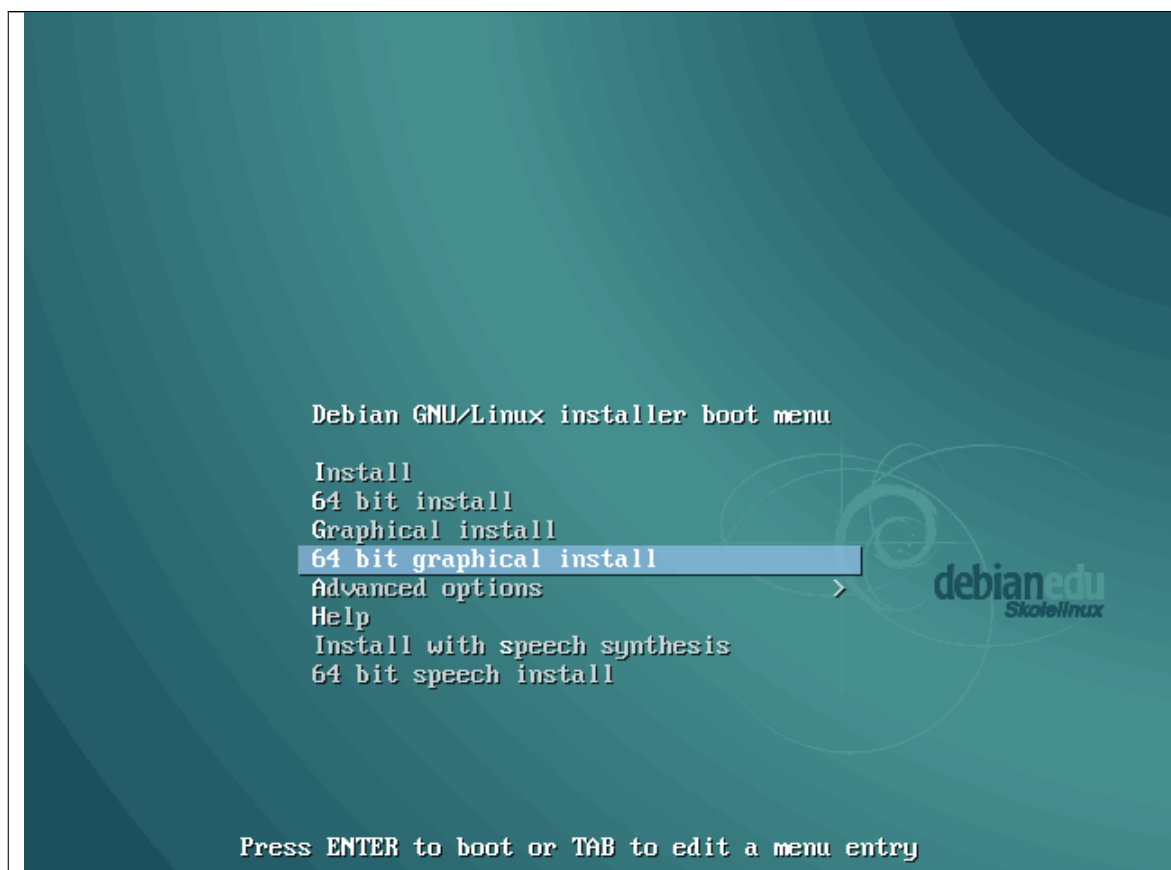 Debian GNU/Linux installer boot menu
Install
64 bit install
Graphical install
64 bit graphical install
Advanced options >
Help
Install with speech synthesis
64 bit speech install
debianedu
Skolelinux
Press ENTER to boot or TAB to edit a menu entry